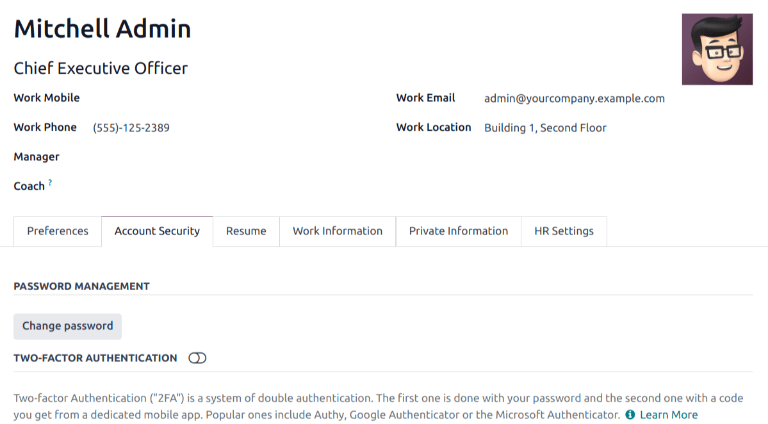 Mitchell Admin
Chief Executive Officer
Work Mobile
Work Email admin@yourcompany.example.com
Work Phone (555)-125-2389
Work Location Building 1, Second Floor
Manager
Coach ?
Preferences Account Security Resume Work Information Private Information HR Settings
PASSWORD MANAGEMENT
Change password
TWO-FACTOR AUTHENTICATION
Two-factor Authentication ("2FA") is a system of double authentication. The first one is done with your password and the second one with a code
you get from a dedicated mobile app. Popular ones include Authy, Google Authenticator or the Microsoft Authenticator. Learn More